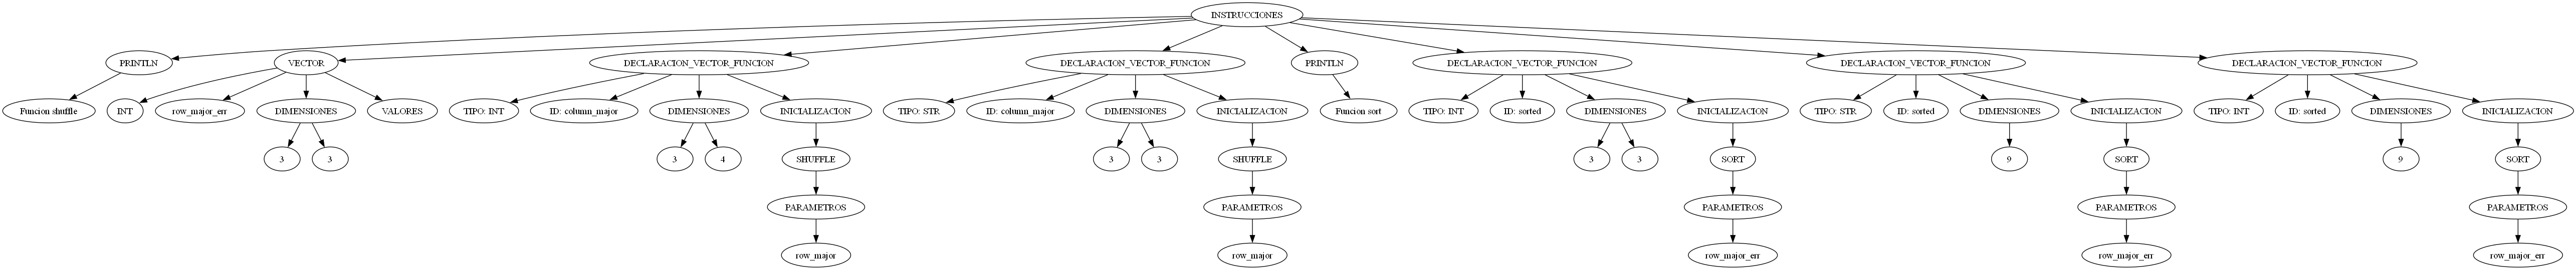 INSTRUCCIONES
PRINTLN
VECTOR
DECLARACION_VECTOR_FUNCION
DECLARACION_VECTOR_FUNCION
PRINTLN
DECLARACION_VECTOR_FUNCION
DECLARACION_VECTOR_FUNCION
DECLARACION_VECTOR_FUNCION
Funcion shuffle
INT
row_major_err
DIMENSIONES
VALORES
TIPO: INT
ID: column_major
DIMENSIONES
INICIALIZACION
TIPO: STR
ID: column_major
DIMENSIONES
INICIALIZACION
Funcion sort
TIPO: INT
ID: sorted
DIMENSIONES
INICIALIZACION
TIPO: STR
ID: sorted
DIMENSIONES
INICIALIZACION
TIPO: INT
ID: sorted
DIMENSIONES
INICIALIZACION
3
3
3
4
SHUFFLE
3
3
SHUFFLE
3
3
SORT
9
SORT
9
SORT
PARAMETROS
PARAMETROS
PARAMETROS
PARAMETROS
PARAMETROS
row_major
row_major
row_major_err
row_major_err
row_major_err